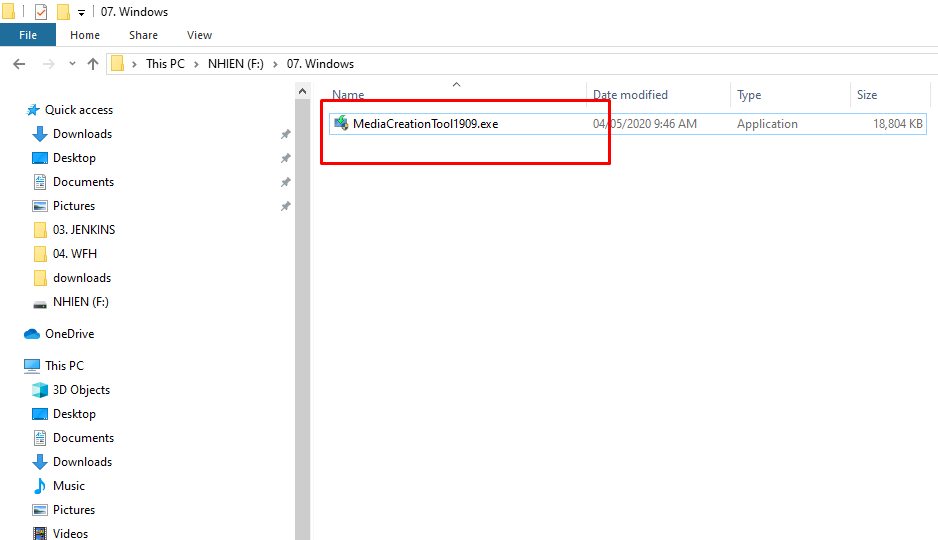 07. Windows
File Home Share View
This PC NHIEN (F:) 07. Windows
Name Date modified Type Size
MediaCreationTool1909.exe 04/05/2020 9:46 AM Application 18,804 KB
Quick access
Downloads
Desktop
Documents
Pictures
03. JENKINS
04. WFH
downloads
NHIEN (F:)
OneDrive
This PC
3D Objects
Desktop
Documents
Downloads
Music
Pictures
Videos